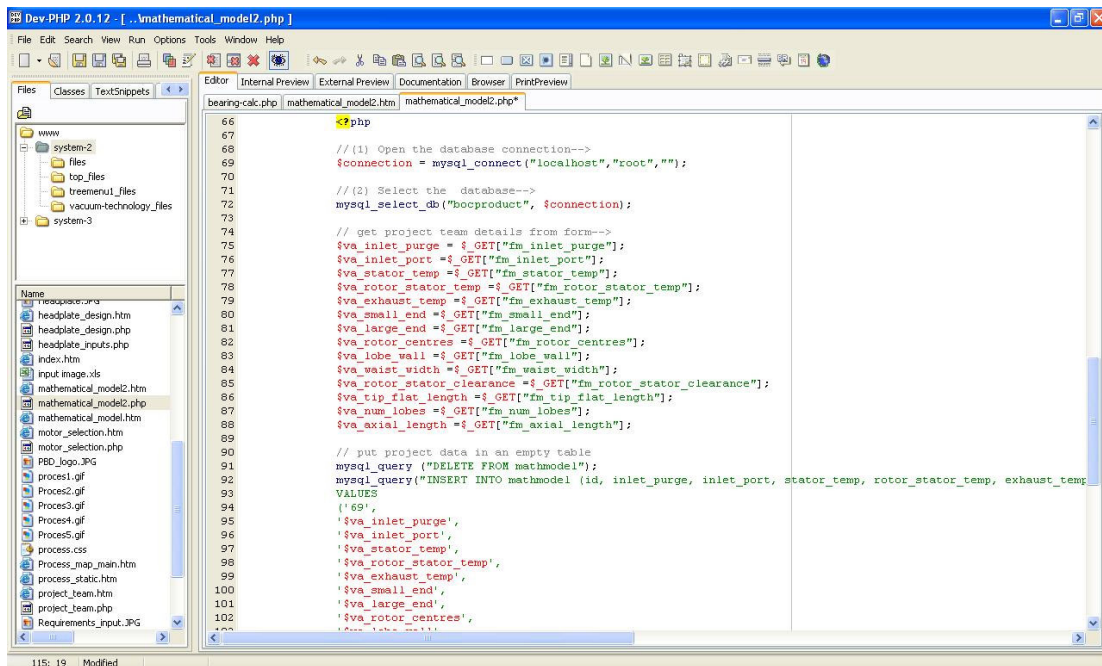 Dev-PHP 2.0.12 - [ ..\mathematical_model2.php ]
File Edit Search View Run Options Tools Window Help
Editor Internal Preview External Preview Documentation Browser PrintPreview
Files Classes TextSnippets
bearing-calc.php mathematical_model2.htm mathematical_model2.php*
www
system-2
files
top_files
treemenu1_files
vacuum-technology_files
system-3
Name
headplate.JPG
headplate_design.htm
headplate_design.php
headplate_inputs.php
index.htm
input image.xls
mathematical_model2.htm
mathematical_model2.php
mathematical_model.htm
motor_selection.htm
motor_selection.php
PBD_logo.JPG
proces1.gif
Proces2.gif
Proces3.gif
Proces4.gif
Proces5.gif
process.css
Process_map_main.htm
process_static.htm
project_team.htm
project_team.php
Requirements_input.JPG
66 <?php
67
68 //(1) Open the database connection-->
69 $connection = mysql_connect("localhost","root","");
70
71 //(2) Select the  database-->
72 mysql_select_db("bocproduct", $connection);
73
74 // get project team details from form-->
75 $va_inlet_purge = $_GET["fm_inlet_purge"];
76 $va_inlet_port =$_GET["fm_inlet_port"];
77 $va_stator_temp =$_GET["fm_stator_temp"];
78 $va_rotor_stator_temp =$_GET["fm_rotor_stator_temp"];
79 $va_exhaust_temp =$_GET["fm_exhaust_temp"];
80 $va_small_end =$_GET["fm_small_end"];
81 $va_large_end =$_GET["fm_large_end"];
82 $va_rotor_centres =$_GET["fm_rotor_centres"];
83 $va_lobe_wall =$_GET["fm_lobe_wall"];
84 $va_waist_width =$_GET["fm_waist_width"];
85 $va_rotor_stator_clearance =$_GET["fm_rotor_stator_clearance"];
86 $va_tip_flat_length =$_GET["fm_tip_flat_length"];
87 $va_num_lobes =$_GET["fm_num_lobes"];
88 $va_axial_length =$_GET["fm_axial_length"];
89
90 // put project data in an empty table
91 mysql_query ("DELETE FROM mathmodel");
92 mysql_query("INSERT INTO mathmodel (id, inlet_purge, inlet_port, stator_temp, rotor_stator_temp, exhaust_temp
93 VALUES
94 ('69',
95 '$va_inlet_purge',
96 '$va_inlet_port',
97 '$va_stator_temp',
98 '$va_rotor_stator_temp',
99 '$va_exhaust_temp',
100 '$va_small_end',
101 '$va_large_end',
102 '$va_rotor_centres',
115: 19 Modified